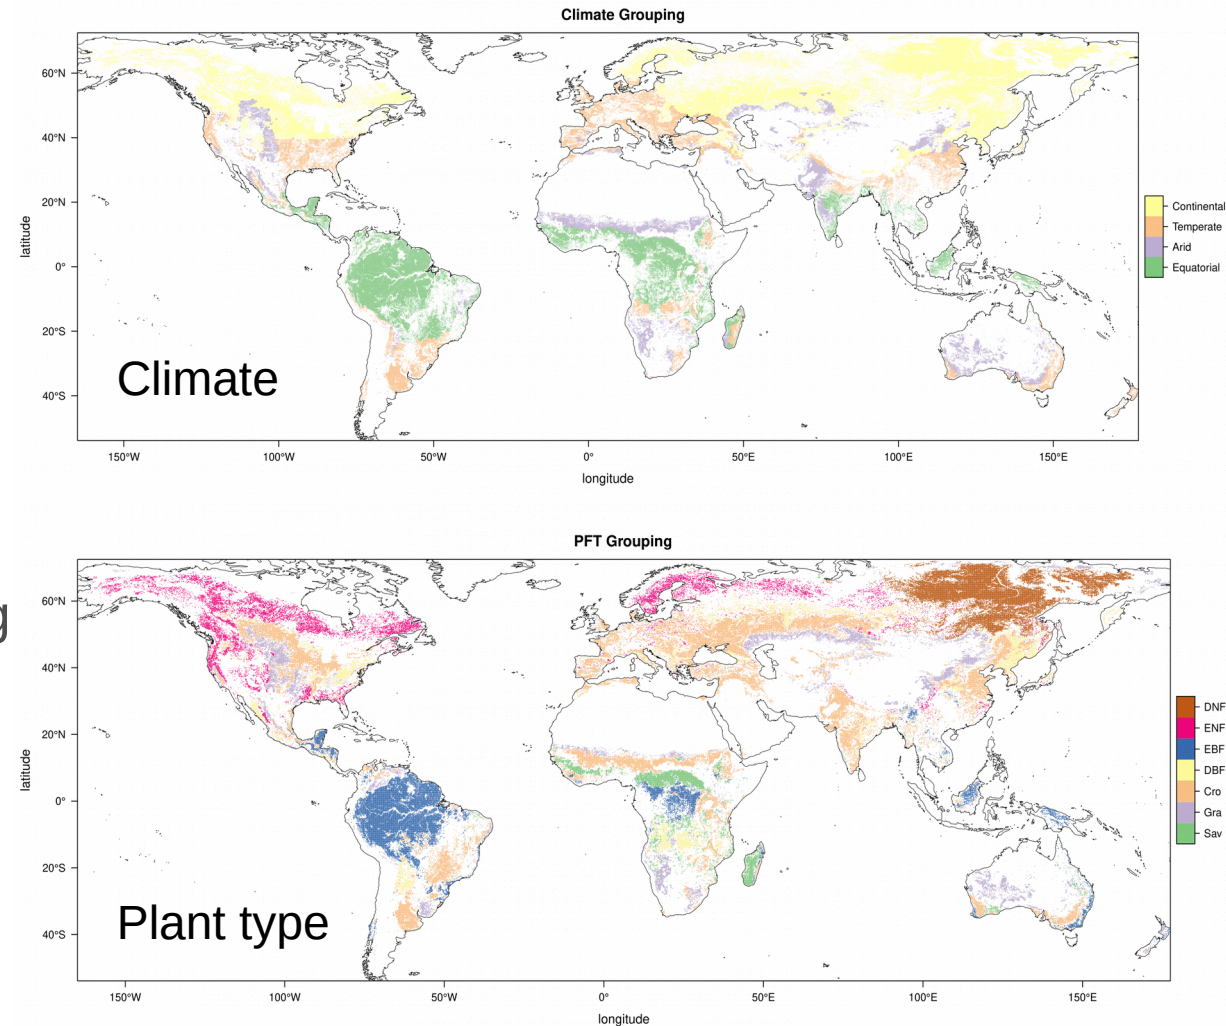 Climate Grouping
60°N
40°N
20°N
0°
20°S
40°S
latitude
150°W
100°W
50°W
0°
50°E
100°E
150°E
longitude
Climate
Continental
Temperate
Arid
Equatorial
PFT Grouping
g
60°N
40°N
20°N
0°
20°S
40°S
latitude
150°W
100°W
50°W
0°
50°E
100°E
150°E
longitude
Plant type
DNF
ENF
EBF
DBF
Cro
Gra
Sav